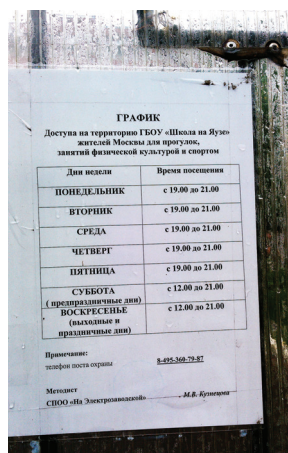 ГРАФИК
Доступа на территорию ГБОУ «Школа на Яузе»
жителей Москвы для прогулок,
занятий физической культурой и спортом
Дни недели Время посещения
ПОНЕДЕЛЬНИК с 19.00 до 21.00
ВТОРНИК с 19.00 до 21.00
СРЕДА с 19.00 до 21.00
ЧЕТВЕРГ с 19.00 до 21.00
ПЯТНИЦА с 19.00 до 21.00
СУББОТА с 12.00 до 21.00
( предпраздничные дни)
ВОСКРЕСЕНЬЕ с 12.00 до 21.00
(выходные и
праздничные дни)
Примечание:
телефон поста охраны 8-495-360-79-87
Методист
СПОО «На Электрозаводской» М.В. Кузнецова